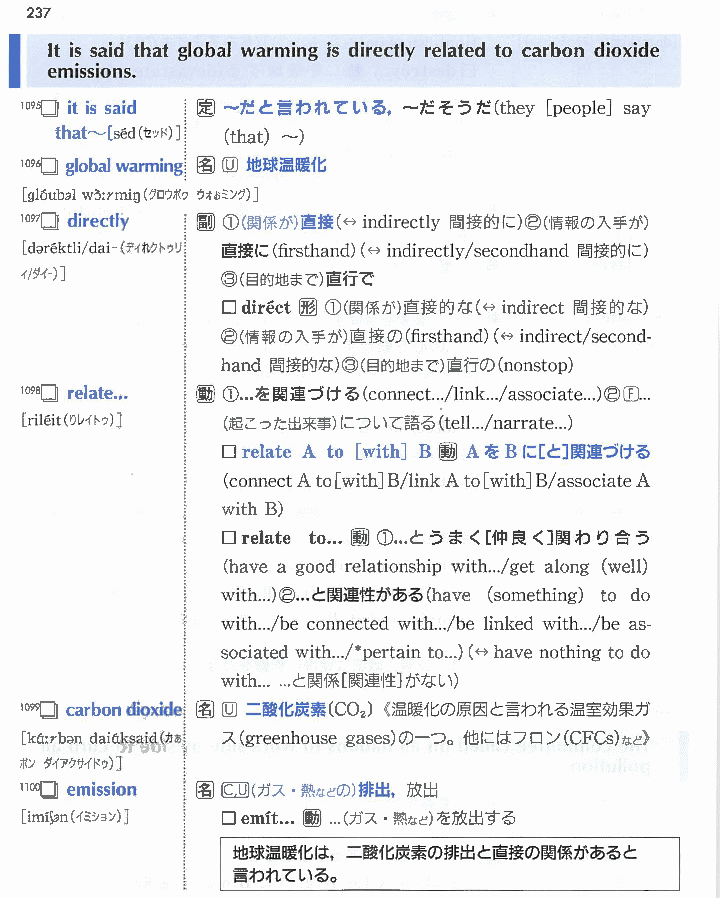 237
It is said that global warming is directly related to carbon dioxide
emissions.
1095□ it is said
that〜[séd(セッド)]
定 〜だと言われている，〜だそうだ(they [people] say
(that) 〜)
1096□ global warming
名 U 地球温暖化
[glóubəl wɔ́ːrmiŋ(グロウボゥ ウォぉミング)]
1097□ directly
[dəréktli/dai-(ディれクトゥリ
ィ/ダイ-)]
副 ①(関係が)直接(↔ indirectly 間接的に)②(情報の入手が)
直接に(firsthand)(↔ indirectly/secondhand 間接的に)
③(目的地まで)直行で
□ diréct 形 ①(関係が)直接的な(↔ indirect 間接的な)
②(情報の入手が)直接の(firsthand)(↔ indirect/second-
hand 間接的な)③(目的地まで)直行の(nonstop)
1098□ relate...
[riléit(りレイトゥ)]
動 ①...を関連づける(connect.../link.../associate...)②F...
(起こった出来事)について語る(tell.../narrate...)
□ relate A to [with] B 動 A を B に[と]関連づける
(connect A to[with]B/link A to[with]B/associate A
with B)
□ relate to... 動 ①...とうまく[仲良く]関わり合う
(have a good relationship with.../get along (well)
with...)②...と関連性がある(have (something) to do
with.../be connected with.../be linked with.../be as-
sociated with.../*pertain to...)(↔ have nothing to do
with... ...と関係[関連性]がない)
1099□ carbon dioxide
[kɑ́ːrbən daiɑ́ksaid(カぁ
ボン ダイアクサイドゥ)]
名 U 二酸化炭素(CO₂)《温暖化の原因と言われる温室効果ガ
ス(greenhouse gases)の一つ。他にはフロン(CFCs)など》
1100□ emission
[imíʃən(イミション)]
名 C,U(ガス・熱などの)排出，放出
□ emít... 動 ...(ガス・熱など)を放出する
地球温暖化は，二酸化炭素の排出と直接の関係があると
言われている。